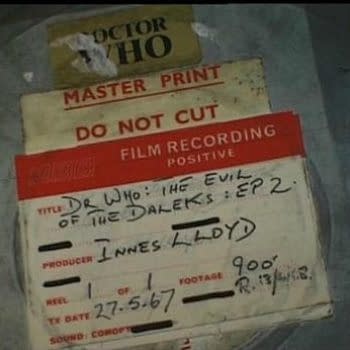 DOCTOR
WHO
MASTER PRINT
DO NOT CUT
FILM RECORDING
POSITIVE
TITLE DR WHO: THE EVIL
OF THE DALEKS: EP 2.
PRODUCER INNES LLOYD
REEL 1 OF 1
FOOTAGE 900'
TX DATE 27.5.67
SOUND: COMOPT